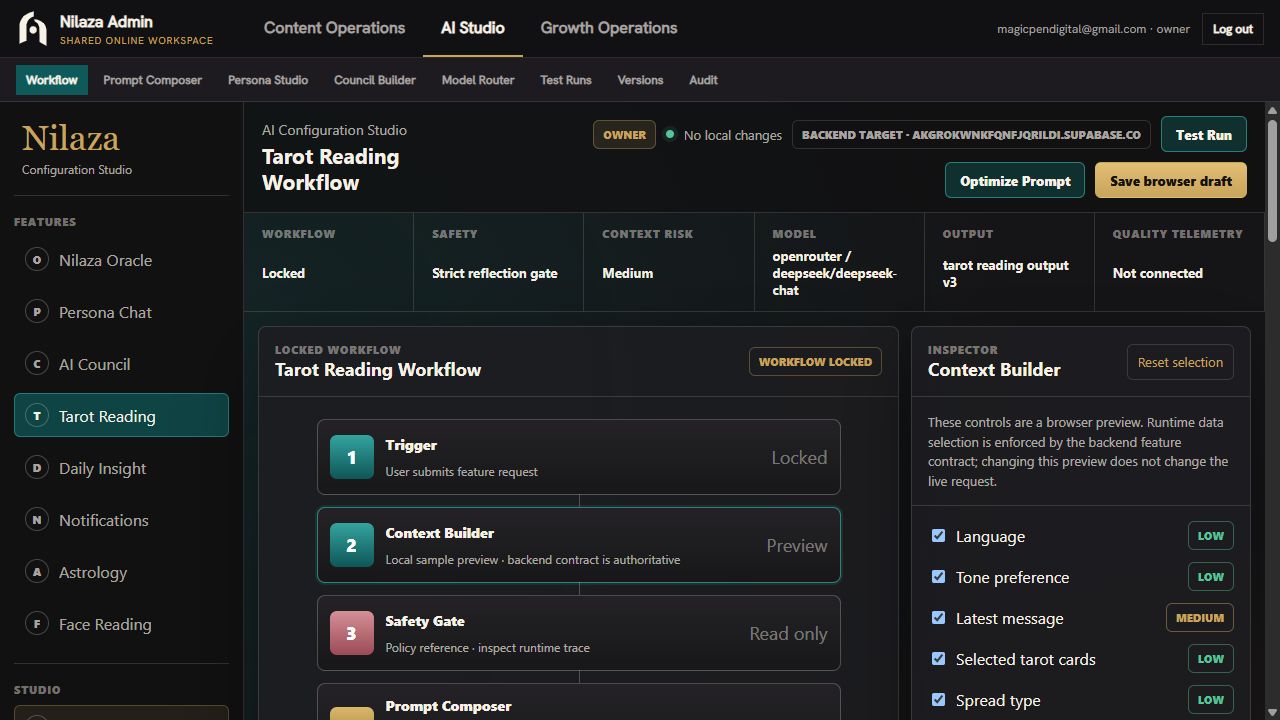 Nilaza Admin
SHARED ONLINE WORKSPACE
Content Operations
AI Studio
Growth Operations
magicpendigital@gmail.com · owner
Log out
Workflow
Prompt Composer
Persona Studio
Council Builder
Model Router
Test Runs
Versions
Audit
Nilaza
Configuration Studio
FEATURES
O Nilaza Oracle
P Persona Chat
C AI Council
T Tarot Reading
D Daily Insight
N Notifications
A Astrology
F Face Reading
STUDIO
AI Configuration Studio
Tarot Reading
Workflow
OWNER
No local changes
BACKEND TARGET · AKGROKWNKFQNFJQRILDI.SUPABASE.CO
Test Run
Optimize Prompt
Save browser draft
WORKFLOW
Locked
SAFETY
Strict reflection gate
CONTEXT RISK
Medium
MODEL
openrouter /
deepseek/deepseek-
chat
OUTPUT
tarot reading output
v3
QUALITY TELEMETRY
Not connected
LOCKED WORKFLOW
Tarot Reading Workflow
WORKFLOW LOCKED
1
Trigger
User submits feature request
Locked
2
Context Builder
Local sample preview · backend contract is authoritative
Preview
3
Safety Gate
Policy reference · inspect runtime trace
Read only
Prompt Composer
INSPECTOR
Context Builder
Reset selection
These controls are a browser preview. Runtime data
selection is enforced by the backend feature
contract; changing this preview does not change the
live request.
Language LOW
Tone preference LOW
Latest message MEDIUM
Selected tarot cards LOW
Spread type LOW